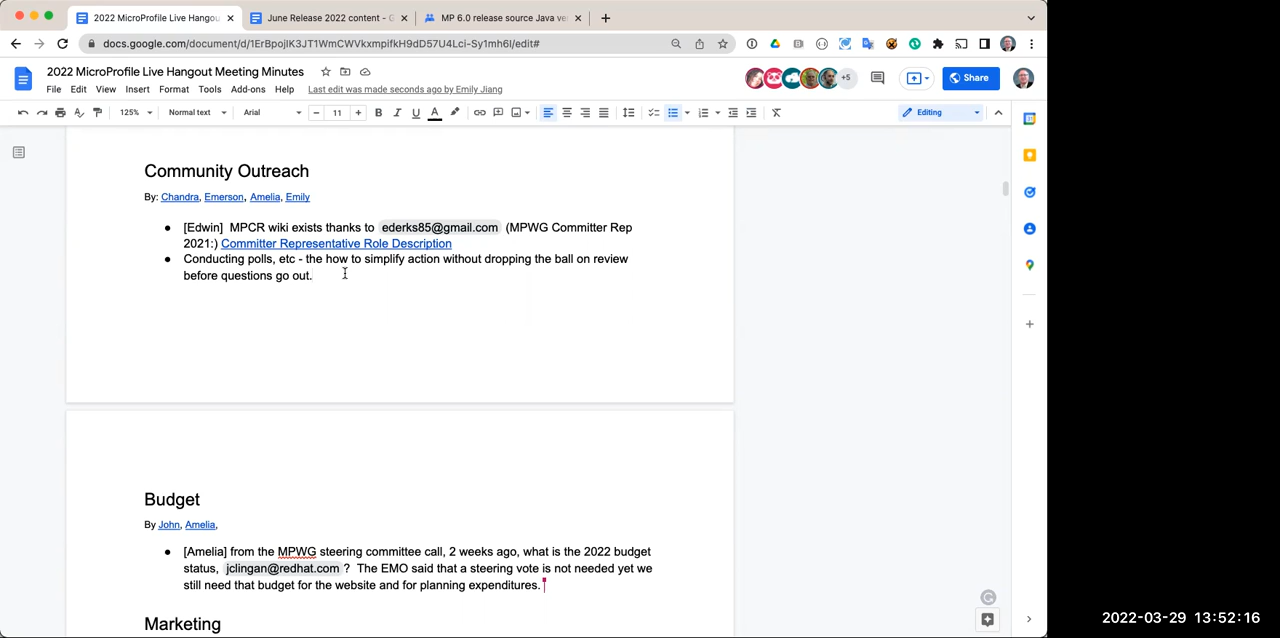 2022 MicroProfile Live Hangou
June Release 2022 content - G
MP 6.0 release source Java ve
docs.google.com/document/d/1ErBpojIK3JT1WmCWVkxmpifkH9dD57U4Lci-Sy1mh6I/edit#
2022 MicroProfile Live Hangout Meeting Minutes
+5
Share
File Edit View Insert Format Tools Add-ons Help Last edit was made seconds ago by Emily Jiang
125% Normal text Arial 11 Editing
Community Outreach
By: Chandra, Emerson, Amelia, Emily
● [Edwin] MPCR wiki exists thanks to ederks85@gmail.com (MPWG Committer Rep
2021:) Committer Representative Role Description
● Conducting polls, etc - the how to simplify action without dropping the ball on review
before questions go out.
Budget
By John, Amelia,
● [Amelia] from the MPWG steering committee call, 2 weeks ago, what is the 2022 budget
status, jclingan@redhat.com ? The EMO said that a steering vote is not needed yet we
still need that budget for the website and for planning expenditures.
Marketing
2022-03-29 13:52:16